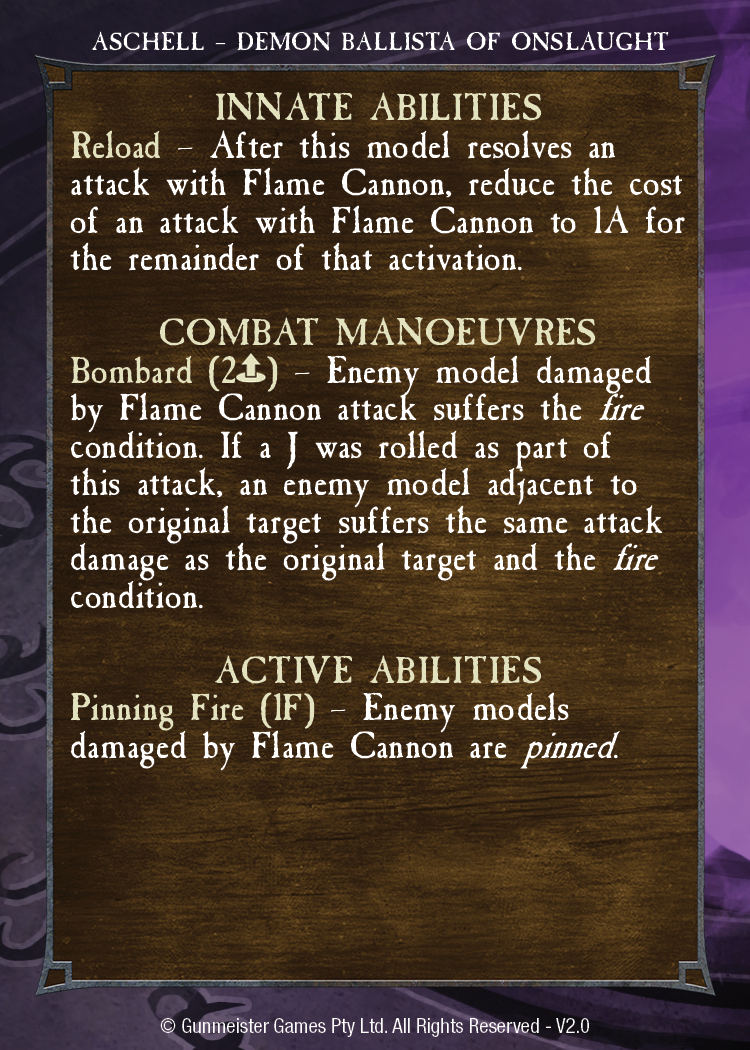 ASCHELL – DEMON BALLISTA OF ONSLAUGHT
INNATE ABILITIES
Reload – After this model resolves an
attack with Flame Cannon, reduce the cost
of an attack with Flame Cannon to 1A for
the remainder of that activation.
COMBAT MANOEUVRES
Bombard (2) – Enemy model damaged
by Flame Cannon attack suffers the fire
condition. If a J was rolled as part of
this attack, an enemy model adjacent to
the original target suffers the same attack
damage as the original target and the fire
condition.
ACTIVE ABILITIES
Pinning Fire (1F) – Enemy models
damaged by Flame Cannon are pinned.
© Gunmeister Games Pty Ltd. All Rights Reserved - V2.0